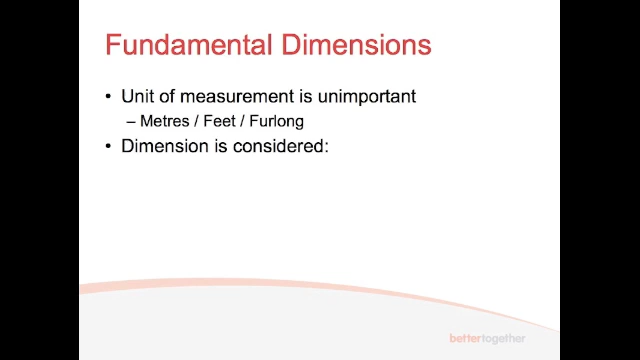 Fundamental Dimensions
• Unit of measurement is unimportant
– Metres / Feet / Furlong
• Dimension is considered:
bettertogether